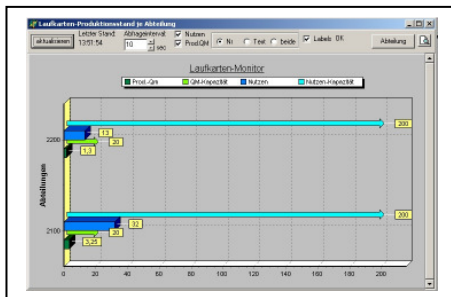 Laufkarten-Produktionsstand je Abteilung
aktualisieren
Letzter Stand:
13:51:54
Abfrageintervall
10
sec
Nutzen
Prod.QM
Nr.
Text
beide
Labels OK
Abteilung
Laufkarten-Monitor
Prod.-Qm
QM-Kapazität
Nutzen
Nutzen-Kapazität
Abteilungen
2200
200
13
20
1,3
2100
200
32
20
3,25
0 20 40 60 80 100 120 140 160 180 200